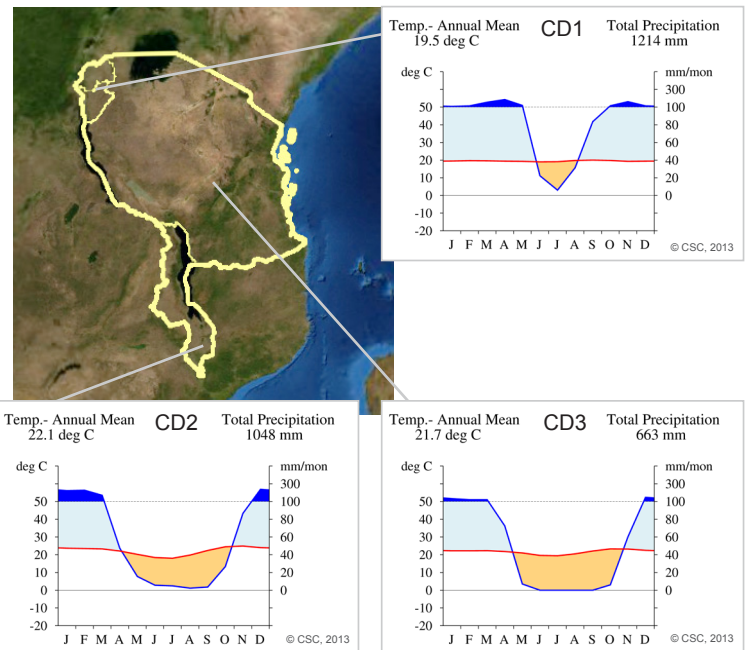 Temp.- Annual Mean CD1 Total Precipitation
19.5 deg C 1214 mm
deg C mm/mon
300
50 100
40 80
30 60
20 40
10 20
0 0
-10
-20
J F M A M J J A S O N D © CSC, 2013
Temp.- Annual Mean CD2 Total Precipitation
22.1 deg C 1048 mm
deg C mm/mon
300
50 100
40 80
30 60
20 40
10 20
0 0
-10
-20
J F M A M J J A S O N D © CSC, 2013
Temp.- Annual Mean CD3 Total Precipitation
21.7 deg C 663 mm
deg C mm/mon
300
50 100
40 80
30 60
20 40
10 20
0 0
-10
-20
J F M A M J J A S O N D © CSC, 2013